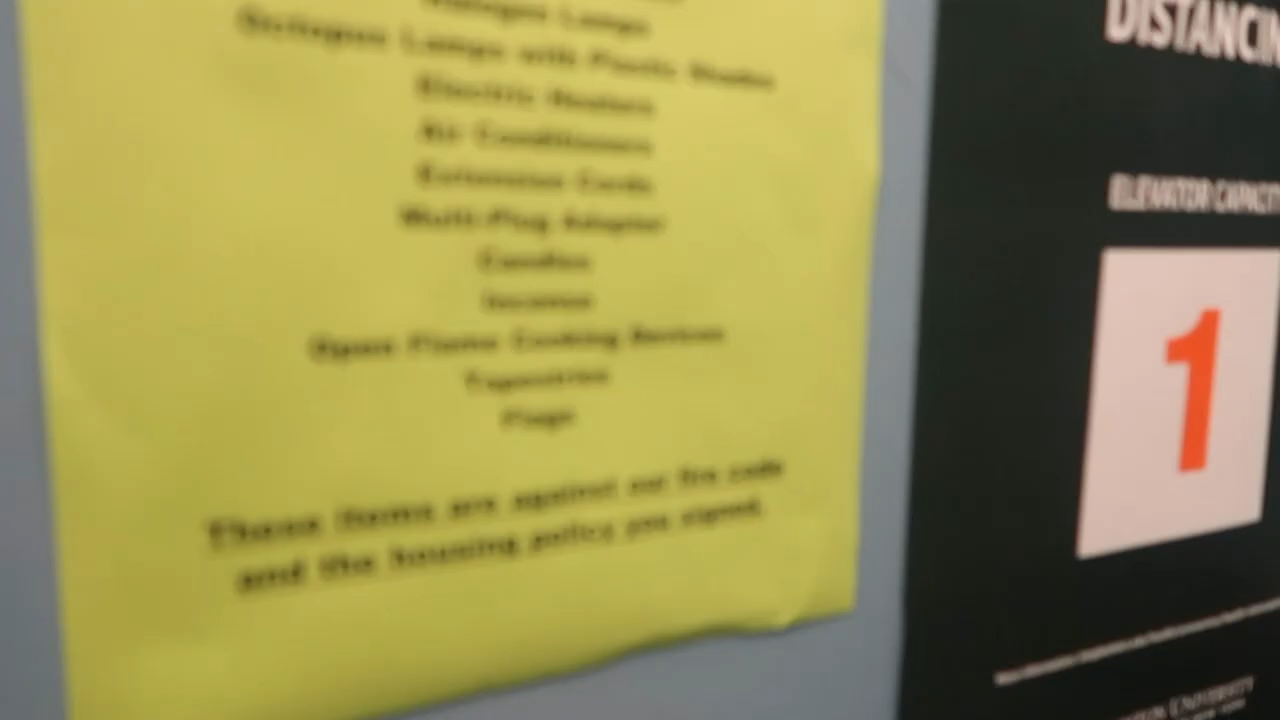 Halogen Lamps
Octopus Lamps with Plastic Shades
Electric Heaters
Air Conditioners
Extension Cords
Multi-Plug Adapter
Candles
Incense
Open Flame Cooking Devices
Tapestries
Flags
These items are against our fire code
and the housing policy you signed.
DISTANCIN
ELEVATOR CAPACIT
1
UNIVERSITY